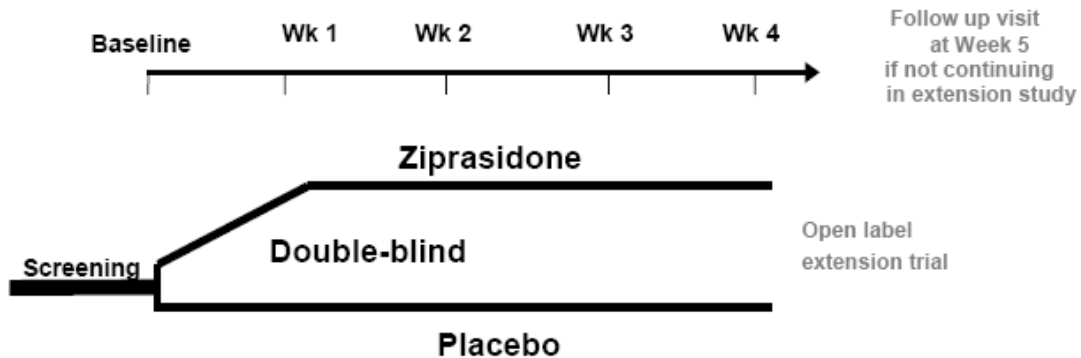 Baseline
Wk 1
Wk 2
Wk 3
Wk 4
Follow up visit
at Week 5
if not continuing
in extension study
Ziprasidone
Double-blind
Open label
extension trial
Screening
Placebo